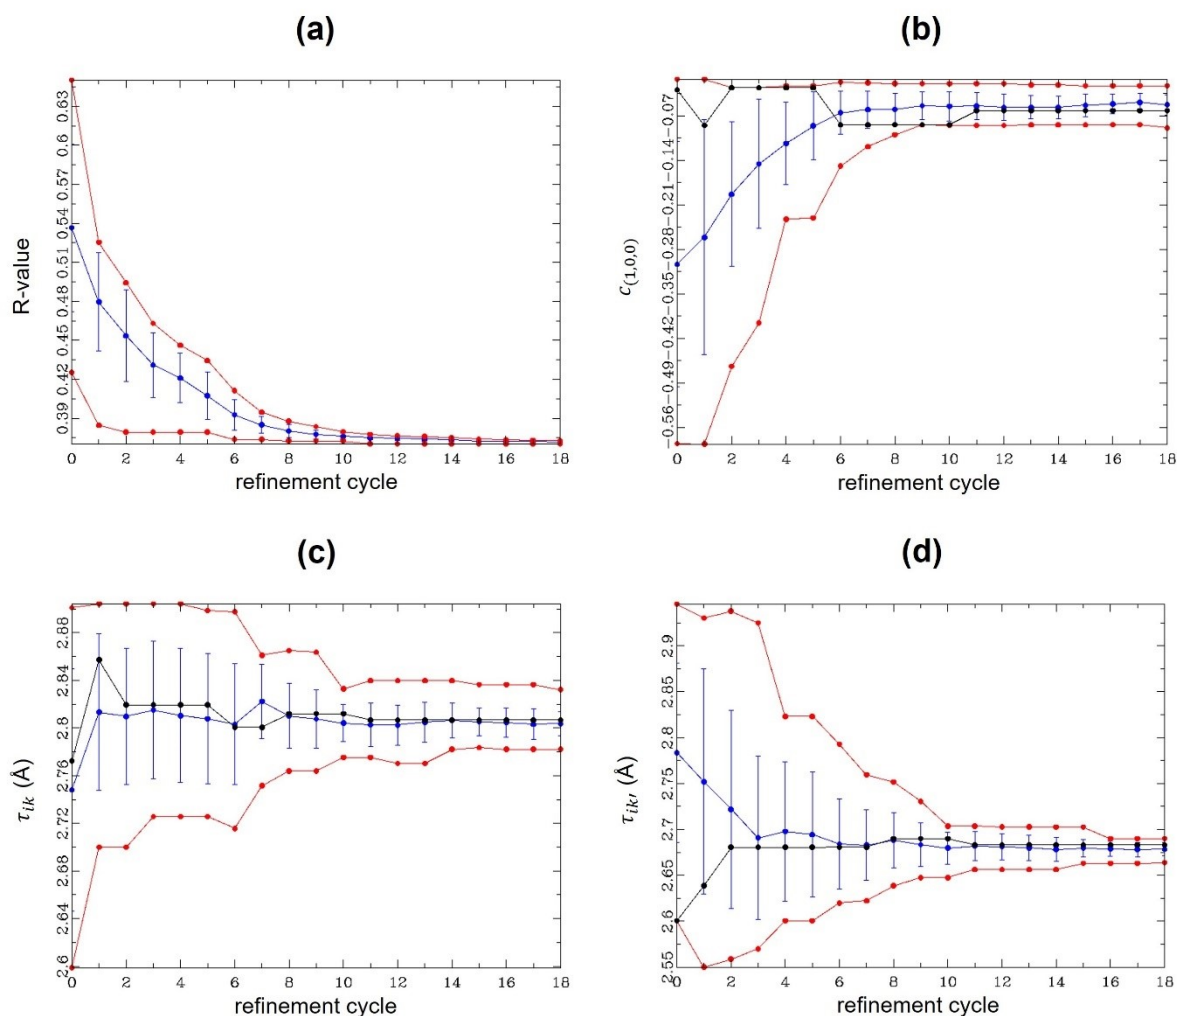 (a)
(b)
R-value
0.63
0.6
0.57
0.54
0.51
0.48
0.45
0.42
0.39
0 2 4 6 8 10 12 14 16 18
refinement cycle
c(1,0,0)
−0.07
−0.14
−0.21
−0.28
−0.35
−0.42
−0.49
−0.56
0 2 4 6 8 10 12 14 16 18
refinement cycle
(c)
(d)
τik (Å)
2.88
2.84
2.8
2.76
2.72
2.68
2.64
2.6
0 2 4 6 8 10 12 14 16 18
refinement cycle
τik′ (Å)
2.9
2.85
2.8
2.75
2.7
2.65
2.6
2.55
0 2 4 6 8 10 12 14 16 18
refinement cycle